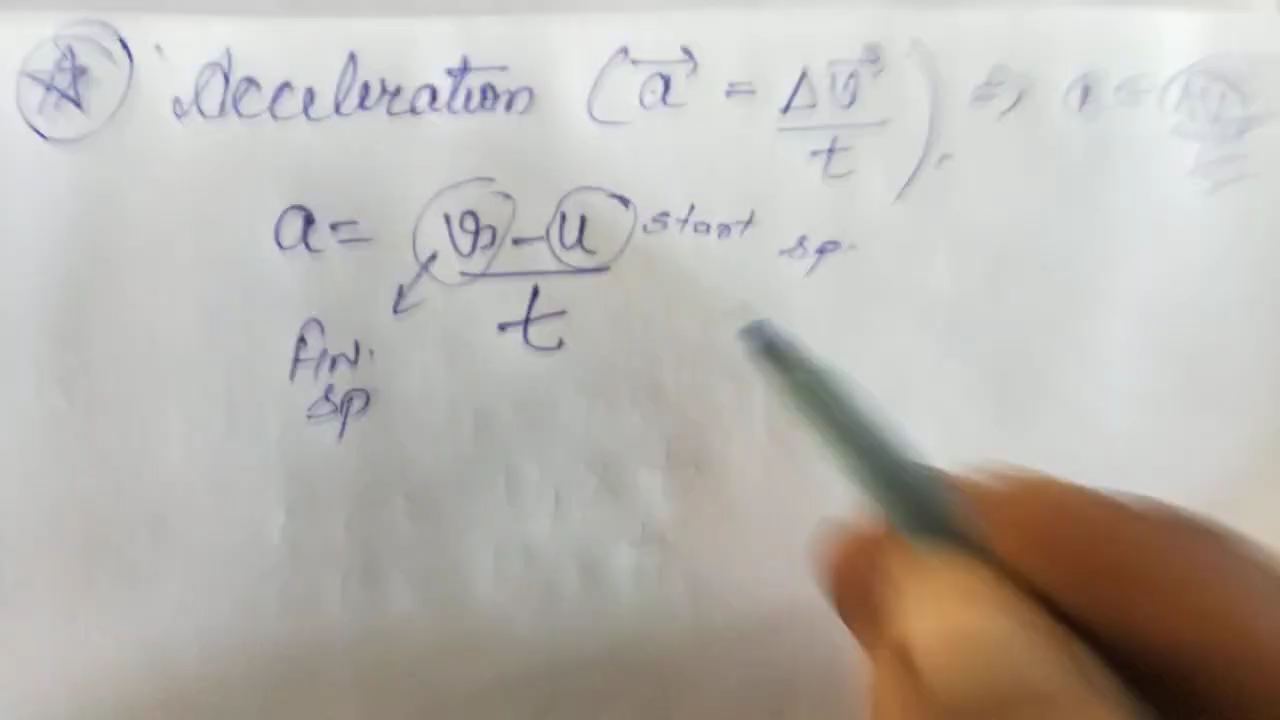 Acceleration (a⃗ = Δv⃗ / t). ⇒
a = v - u / t start sp.
Fin.
sp